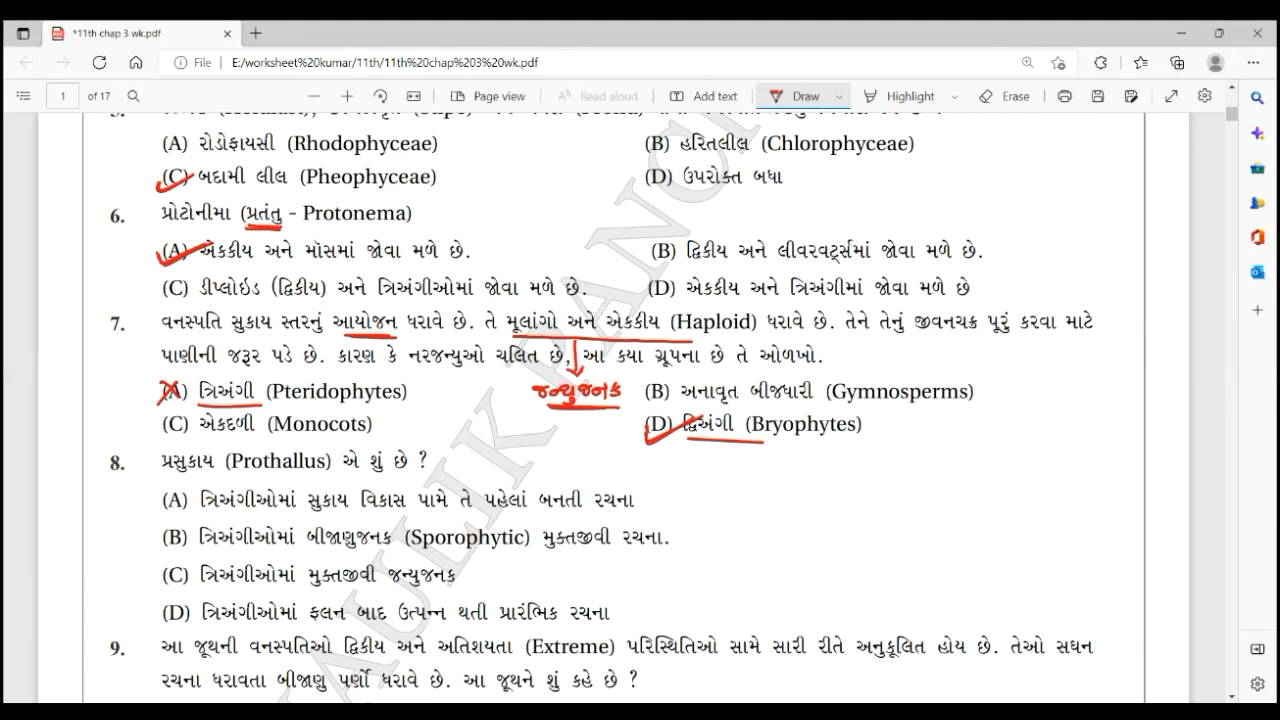 *11th chap 3 wk.pdf
File E:/worksheet%20kumar/11th/11th%20chap%203%20wk.pdf
1 of 17 Page view Read aloud Add text Draw Highlight Erase
(A) રોડોફાયસી (Rhodophyceae) (B) હરિતલીલ (Chlorophyceae)
(C) બદામી લીલ (Pheophyceae) (D) ઉપરોક્ત બધા
6. પ્રોટોનીમા (પ્રતંતુ - Protonema)
(A) એકકીય અને મૉસમાં જોવા મળે છે. (B) દ્વિકીય અને લીવરવર્ટ્સમાં જોવા મળે છે.
(C) ડીપ્લોઇડ (દ્વિકીય) અને ત્રિઅંગીઓમાં જોવા મળે છે. (D) એકકીય અને ત્રિઅંગીમાં જોવા મળે છે
7. વનસ્પતિ સુકાય સ્તરનું આયોજન ધરાવે છે. તે મૂલાંગો અને એકકીય (Haploid) ધરાવે છે. તેને તેનું જીવનચક્ર પૂરું કરવા માટે
પાણીની જરૂર પડે છે. કારણ કે નરજન્યુઓ ચલિત છે, આ કયા ગ્રૂપના છે તે ઓળખો.
(A) ત્રિઅંગી (Pteridophytes) જન્યુજનક (B) અનાવૃત બીજધારી (Gymnosperms)
(C) એકદળી (Monocots) (D) દ્વિઅંગી (Bryophytes)
8. પ્રસુકાય (Prothallus) એ શું છે ?
(A) ત્રિઅંગીઓમાં સુકાય વિકાસ પામે તે પહેલાં બનતી રચના
(B) ત્રિઅંગીઓમાં બીજાણુજનક (Sporophytic) મુક્તજીવી રચના.
(C) ત્રિઅંગીઓમાં મુક્તજીવી જન્યુજનક
(D) ત્રિઅંગીઓમાં ફલન બાદ ઉત્પન્ન થતી પ્રારંભિક રચના
9. આ જૂથની વનસ્પતિઓ દ્વિકીય અને અતિશયતા (Extreme) પરિસ્થિતિઓ સામે સારી રીતે અનુકૂલિત હોય છે. તેઓ સઘન
રચના ધરાવતા બીજાણુ પર્ણો ધરાવે છે. આ જૂથને શું કહે છે ?